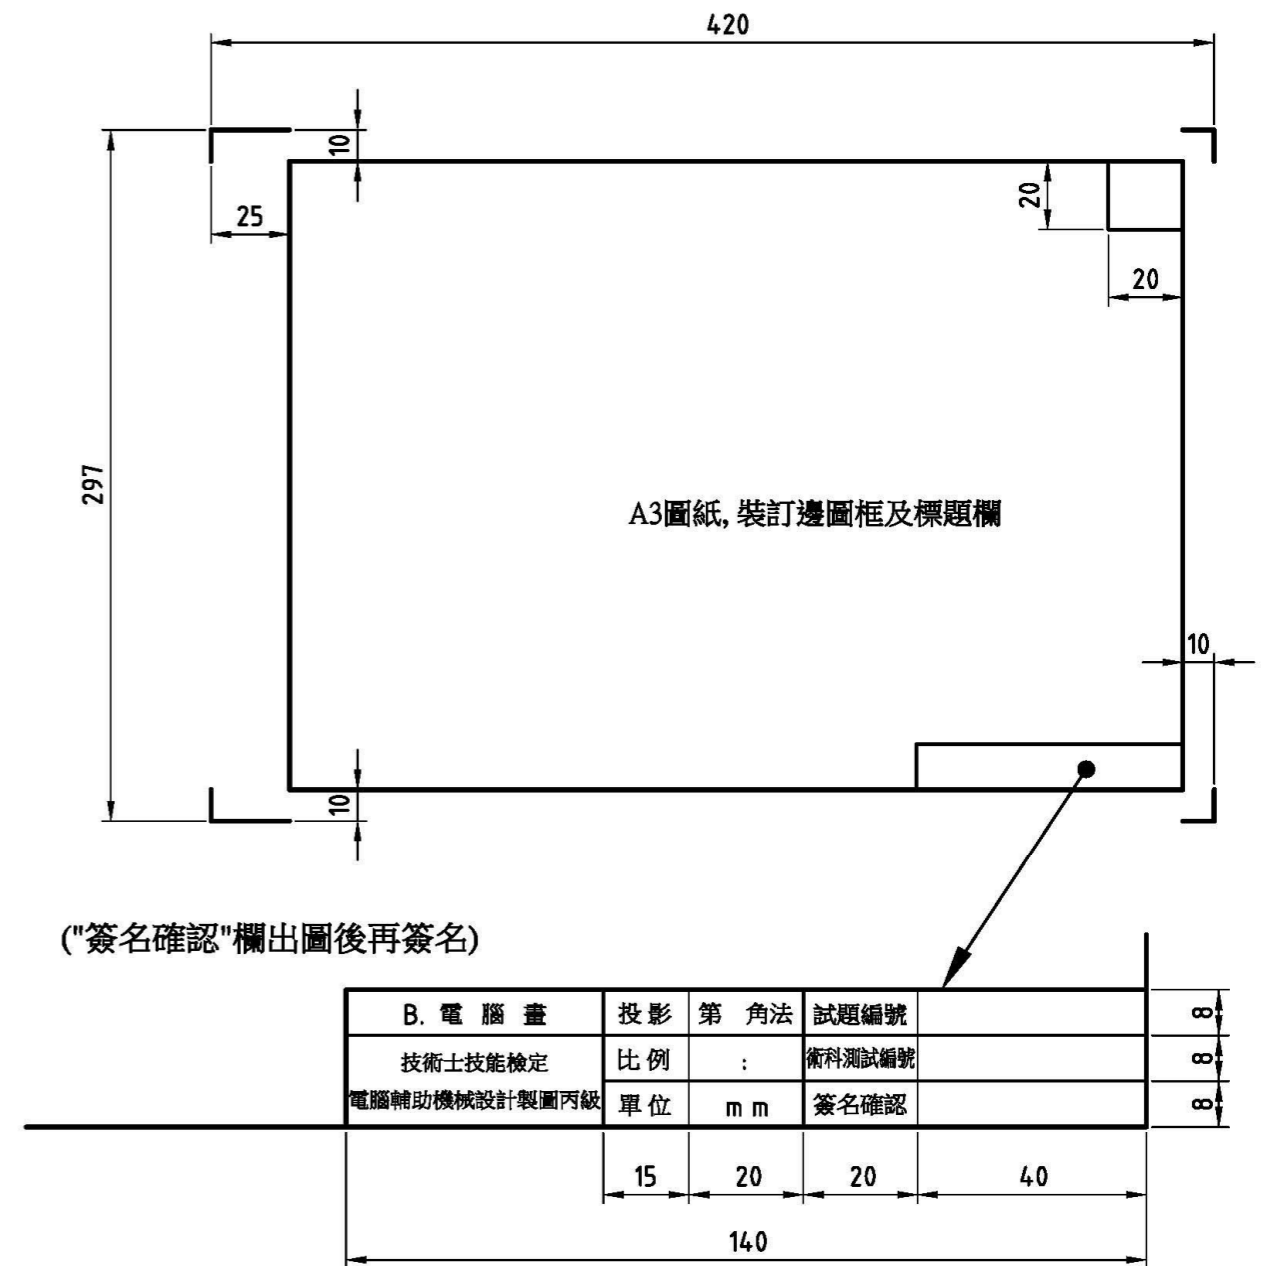 420
10
25
20
20
297
A3圖紙, 裝訂邊圖框及標題欄
10
10
("簽名確認"欄出圖後再簽名)
B. 電 腦 畫 投影 第 角法 試題編號 8
技術士技能檢定 比例 : 術科測試編號 8
電腦輔助機械設計製圖丙級 單位 m m 簽名確認 8
15 20 20 40
140